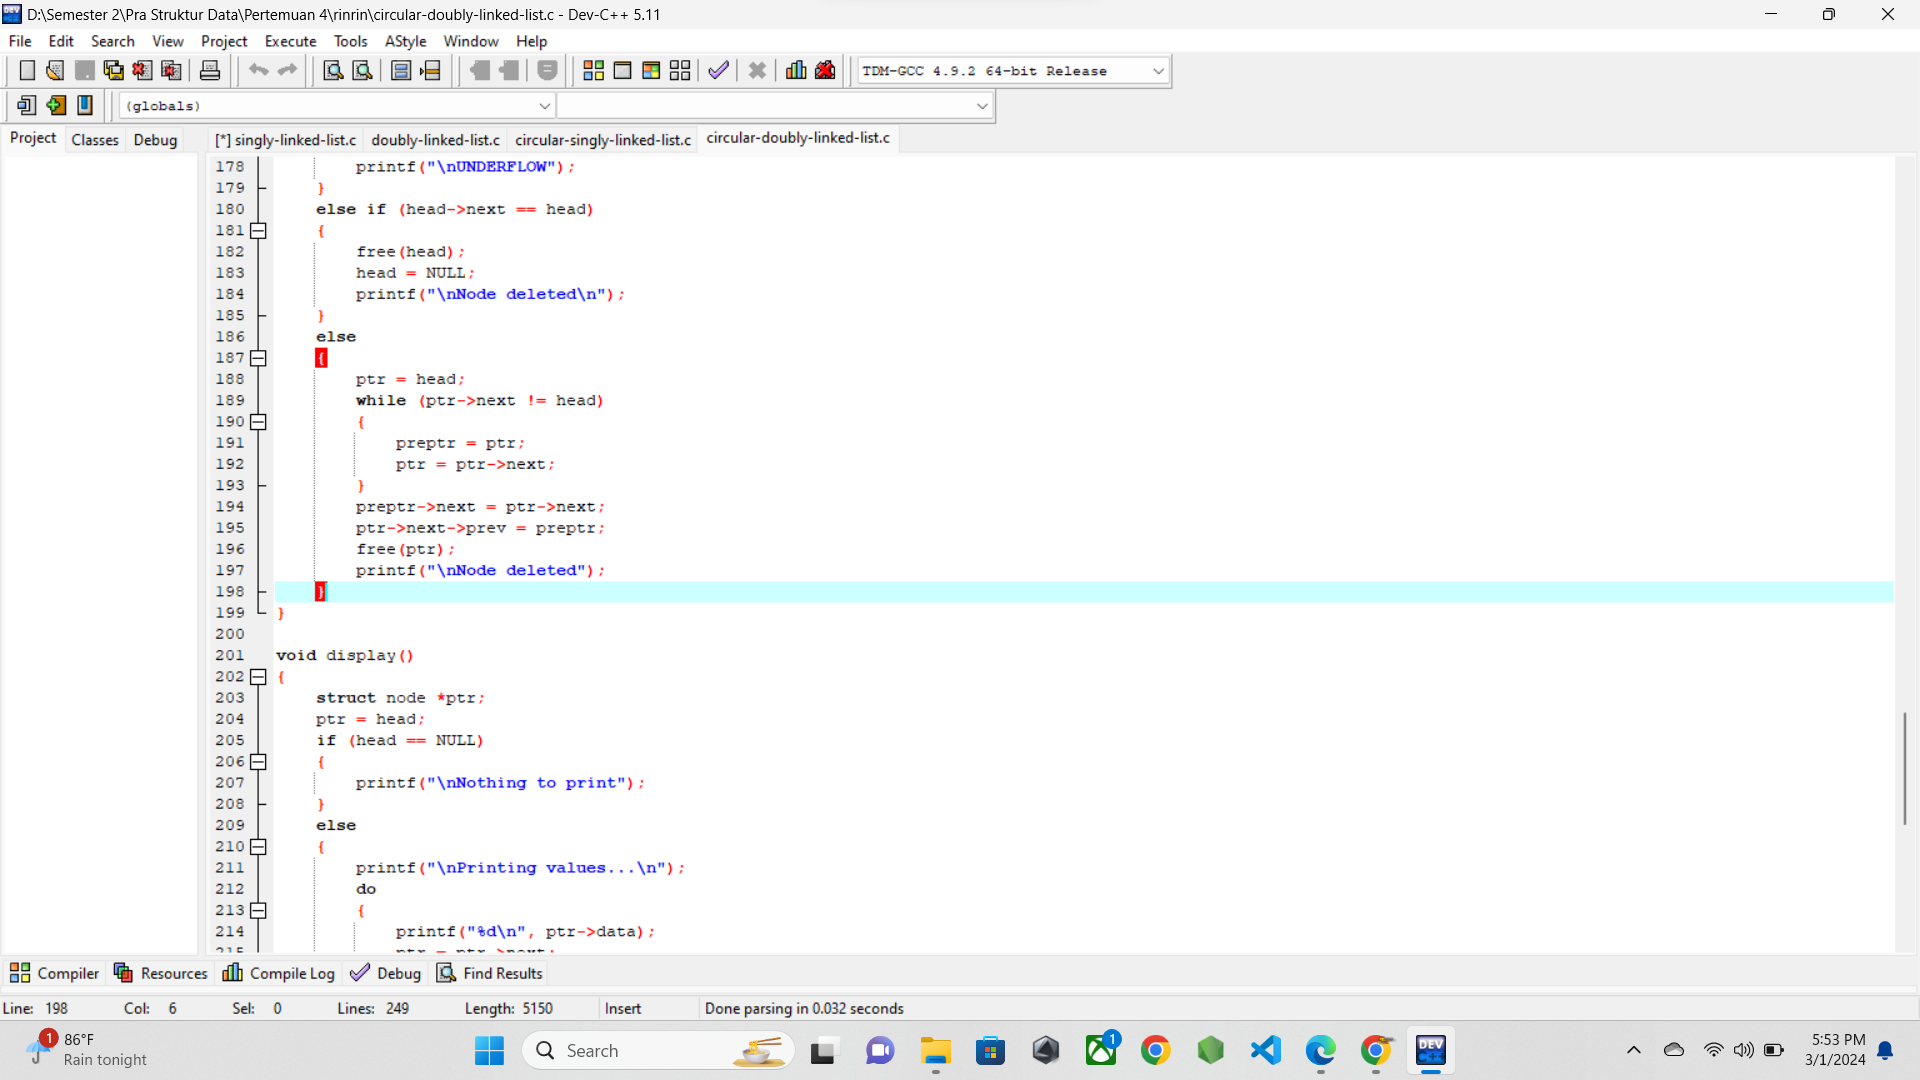 D:\Semester 2\Pra Struktur Data\Pertemuan 4\rinrin\circular-doubly-linked-list.c - Dev-C++ 5.11
File Edit Search View Project Execute Tools AStyle Window Help
TDM-GCC 4.9.2 64-bit Release
(globals)
Project Classes Debug [*] singly-linked-list.c doubly-linked-list.c circular-singly-linked-list.c circular-doubly-linked-list.c
178 printf("\nUNDERFLOW");
179 }
180 else if (head->next == head)
181 {
182 free(head);
183 head = NULL;
184 printf("\nNode deleted\n");
185 }
186 else
187 {
188 ptr = head;
189 while (ptr->next != head)
190 {
191 preptr = ptr;
192 ptr = ptr->next;
193 }
194 preptr->next = ptr->next;
195 ptr->next->prev = preptr;
196 free(ptr);
197 printf("\nNode deleted");
198 }
199 }
200
201 void display()
202 {
203 struct node *ptr;
204 ptr = head;
205 if (head == NULL)
206 {
207 printf("\nNothing to print");
208 }
209 else
210 {
211 printf("\nPrinting values...\n");
212 do
213 {
214 printf("%d\n", ptr->data);
215 ptr = ptr->next;
Compiler Resources Compile Log Debug Find Results
Line: 198 Col: 6 Sel: 0 Lines: 249 Length: 5150 Insert Done parsing in 0.032 seconds
1 86°F
Rain tonight
Search
1
DEV C++
5:53 PM
3/1/2024